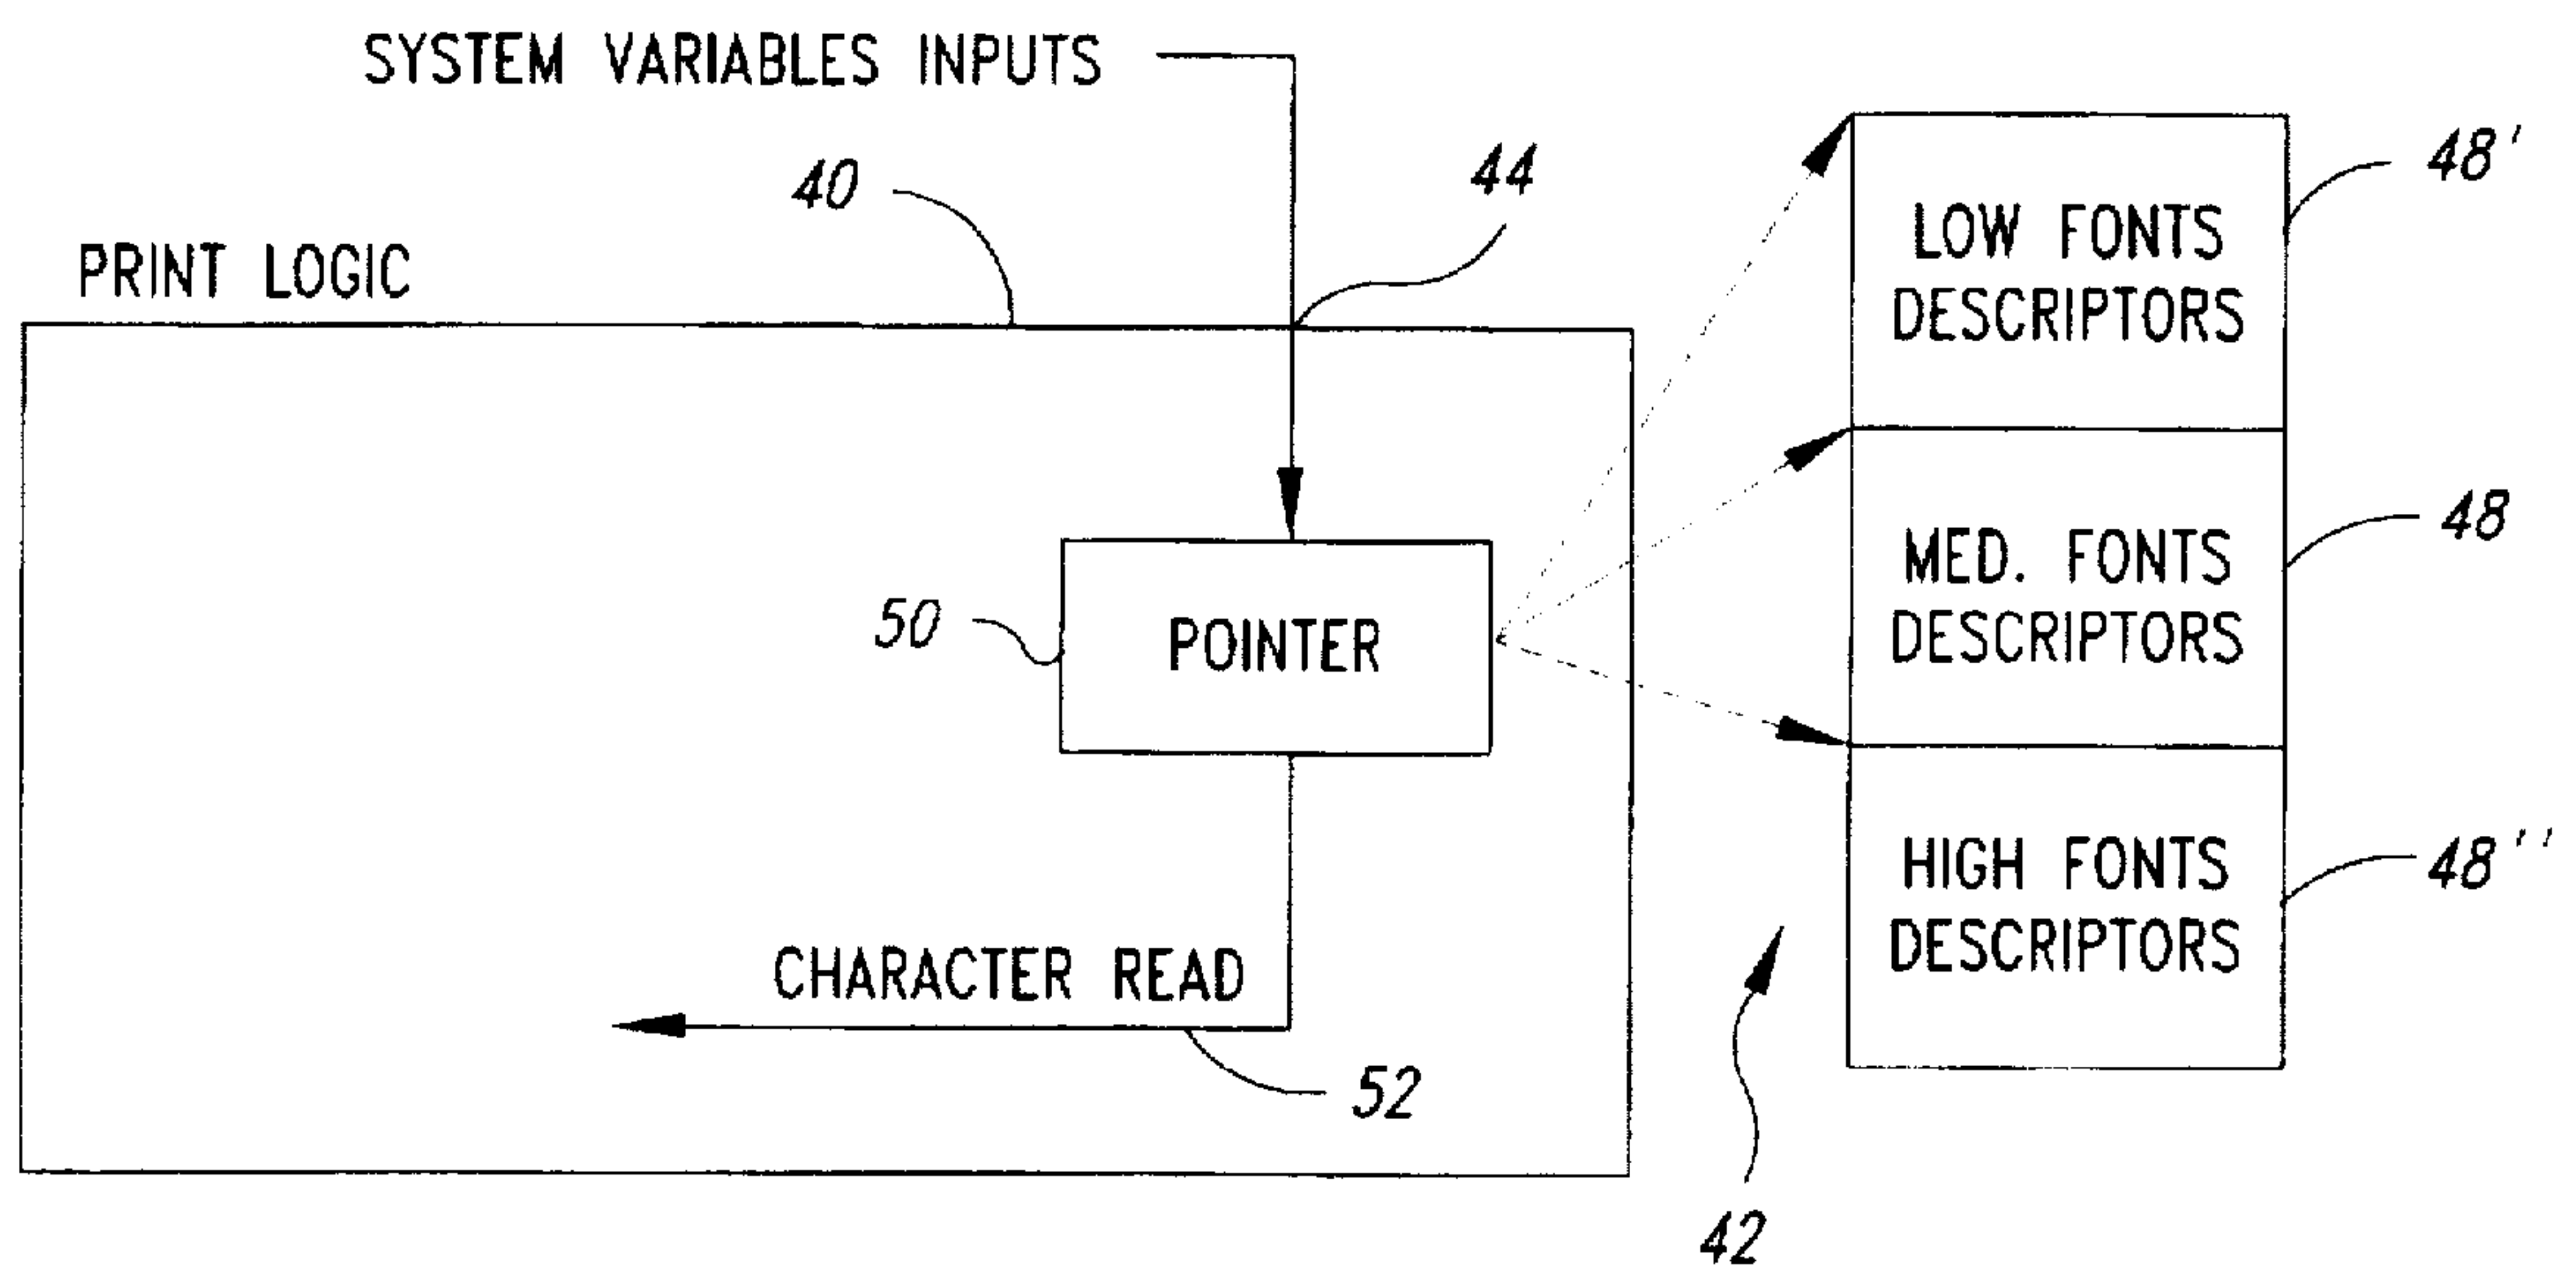 SYSTEM VARIABLES INPUTS
40
44
48'
PRINT LOGIC
LOW FONTS
DESCRIPTORS
48
MED. FONTS
DESCRIPTORS
50
POINTER
48''
HIGH FONTS
DESCRIPTORS
CHARACTER READ
52
42